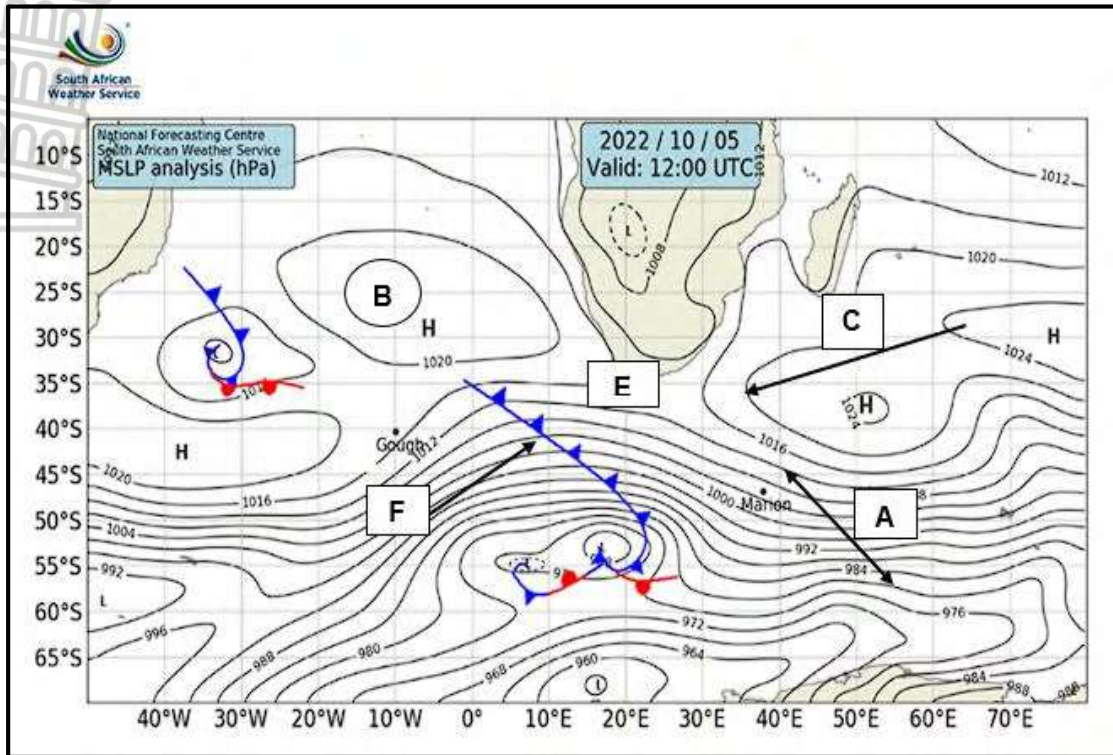 South African
Weather Service
National Forecasting Centre
South African Weather Service
MSLP analysis (hPa)
2022 / 10 / 05
Valid: 12:00 UTC
1012
1012
10°S
15°S
20°S
25°S
30°S
35°S
40°S
45°S
50°S
55°S
60°S
65°S
L
1008
1020
B
C
H
H
1024
1020
E
H
1024
H
Gough
1012
1016
1020
1016
F
1000
Marion
A
1004
992
992
984
976
L
996
972
988
980
968
964
960
984
988
988
40°W
30°W
20°W
10°W
0°
10°E
20°E
30°E
40°E
50°E
60°E
70°E